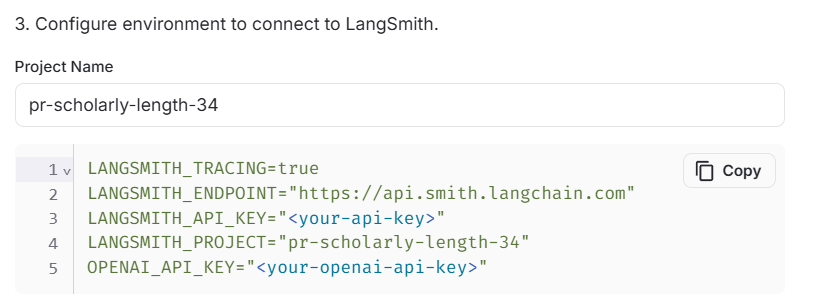 3. Configure environment to connect to LangSmith.
Project Name
pr-scholarly-length-34
Copy
1 LANGSMITH_TRACING=true
2 LANGSMITH_ENDPOINT="https://api.smith.langchain.com"
3 LANGSMITH_API_KEY="<your-api-key>"
4 LANGSMITH_PROJECT="pr-scholarly-length-34"
5 OPENAI_API_KEY="<your-openai-api-key>"